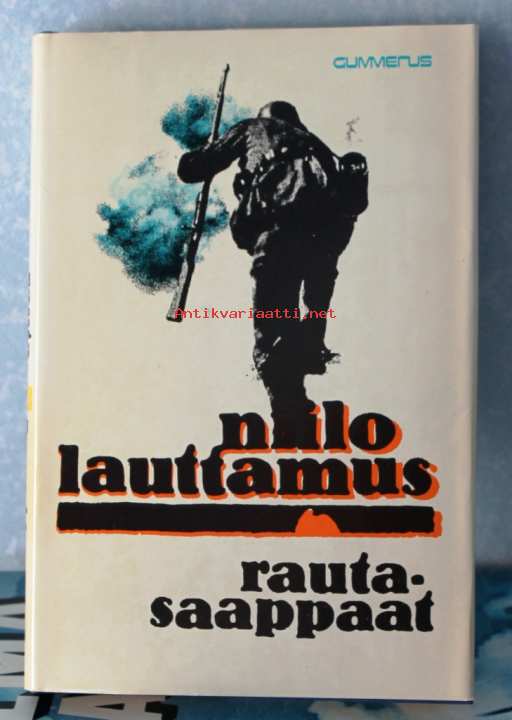 GUMMERUS
Antikvariaatti.net
niilo
lauttamus
rauta-
saappaat